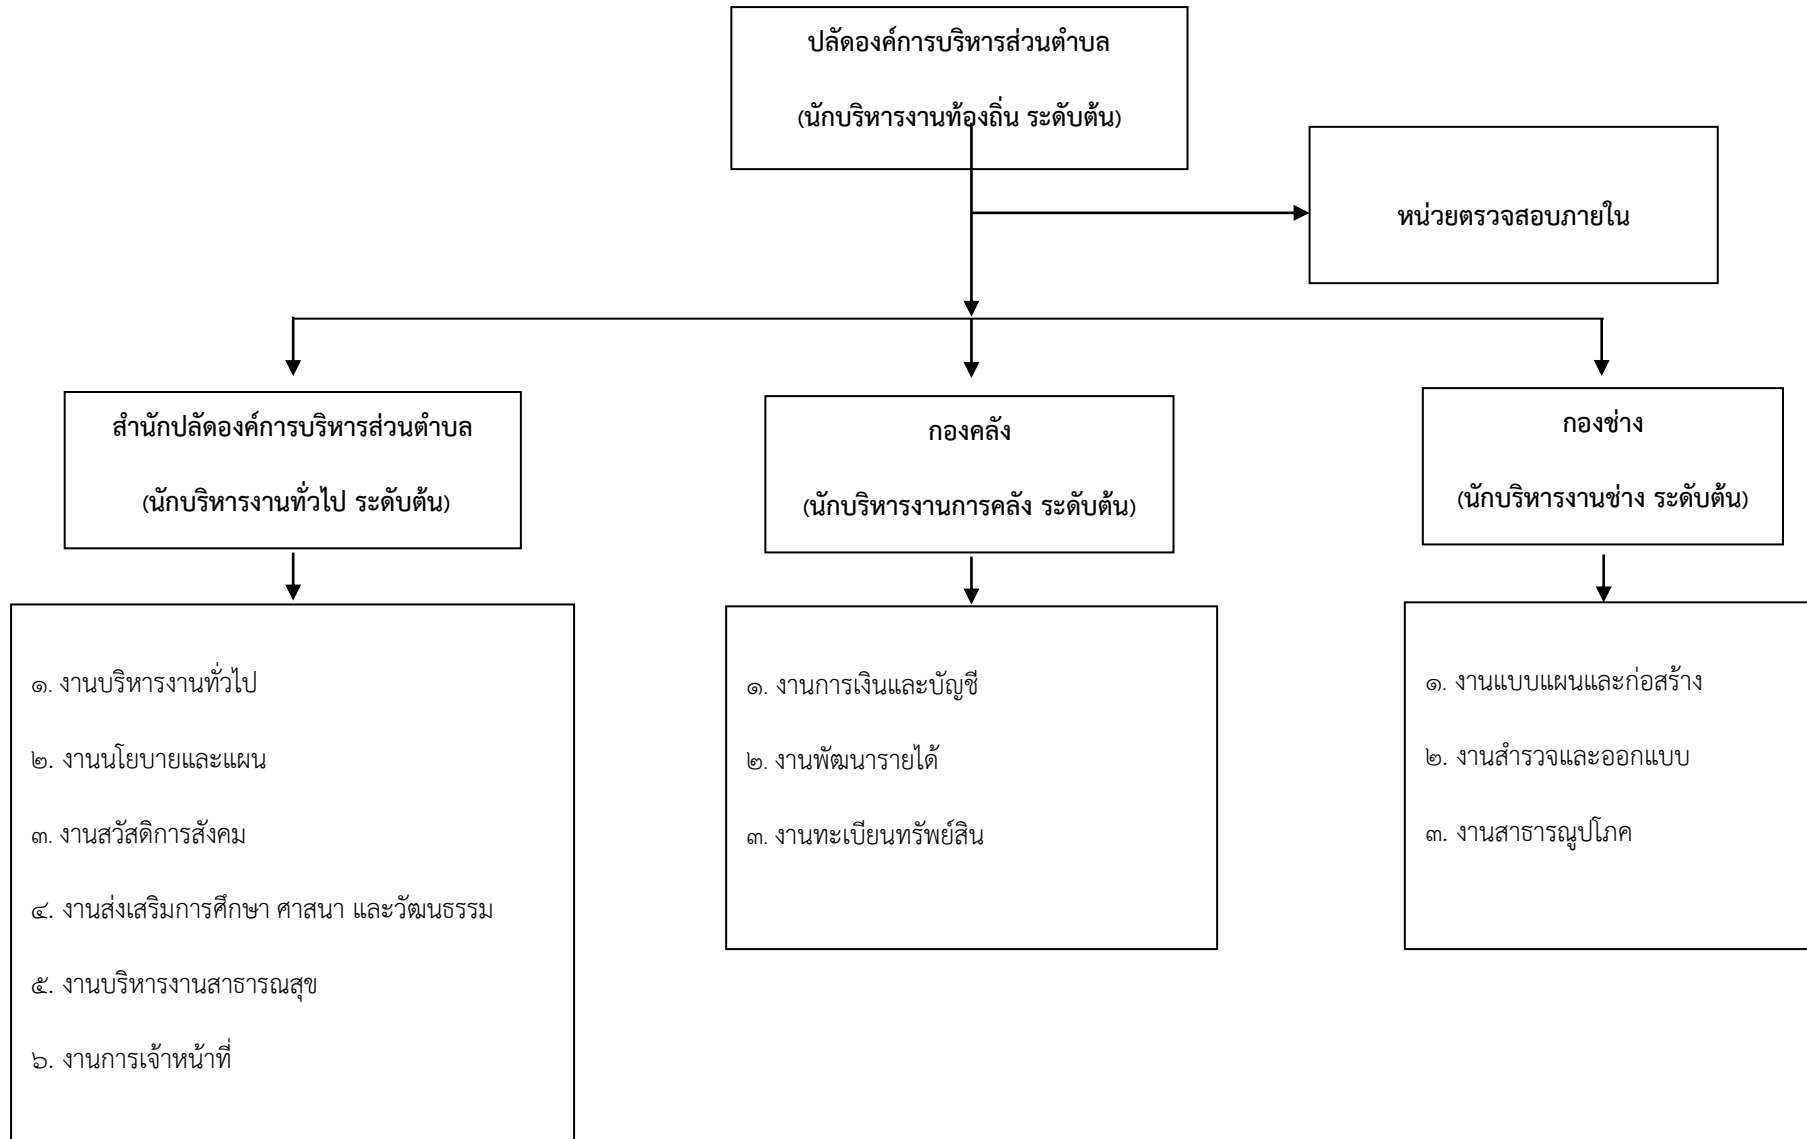 ปลัดองค์การบริหารส่วนตำบล
(นักบริหารงานท้องถิ่น ระดับต้น)
หน่วยตรวจสอบภายใน
สำนักปลัดองค์การบริหารส่วนตำบล
(นักบริหารงานทั่วไป ระดับต้น)
กองคลัง
(นักบริหารงานการคลัง ระดับต้น)
กองช่าง
(นักบริหารงานช่าง ระดับต้น)
๑. งานบริหารงานทั่วไป
๒. งานนโยบายและแผน
๓. งานสวัสดิการสังคม
๔. งานส่งเสริมการศึกษา ศาสนา และวัฒนธรรม
๕. งานบริหารงานสาธารณสุข
๖. งานการเจ้าหน้าที่
๑. งานการเงินและบัญชี
๒. งานพัฒนารายได้
๓. งานทะเบียนทรัพย์สิน
๑. งานแบบแผนและก่อสร้าง
๒. งานสำรวจและออกแบบ
๓. งานสาธารณูปโภค